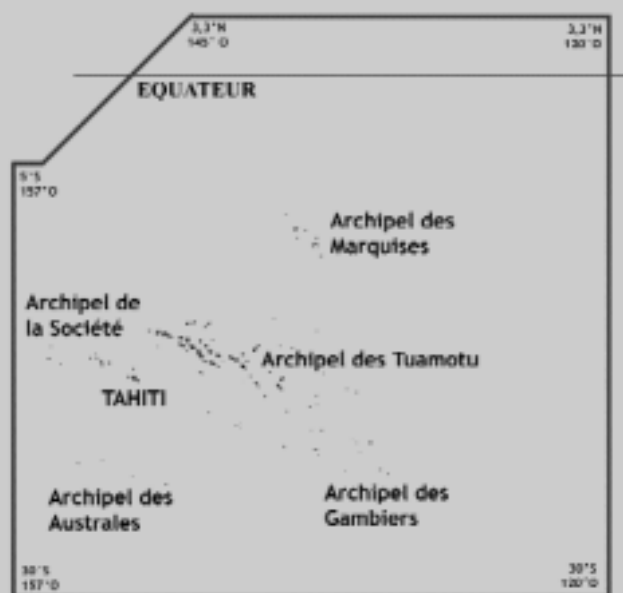 3,3°N
145°O
3,3°N
130°O
EQUATEUR
5°S
157°O
Archipel des
Marquises
Archipel de
la Société
Archipel des Tuamotu
TAHITI
Archipel des
Australes
Archipel des
Gambiers
30°S
157°O
30°S
120°O